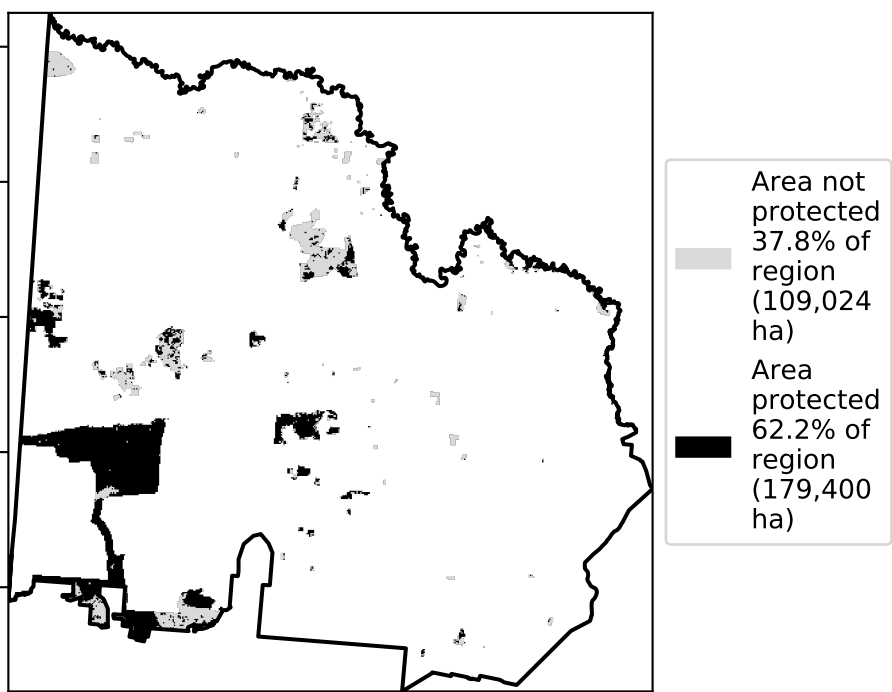 Area not
protected
37.8% of
region
(109,024
ha)
Area
protected
62.2% of
region
(179,400
ha)